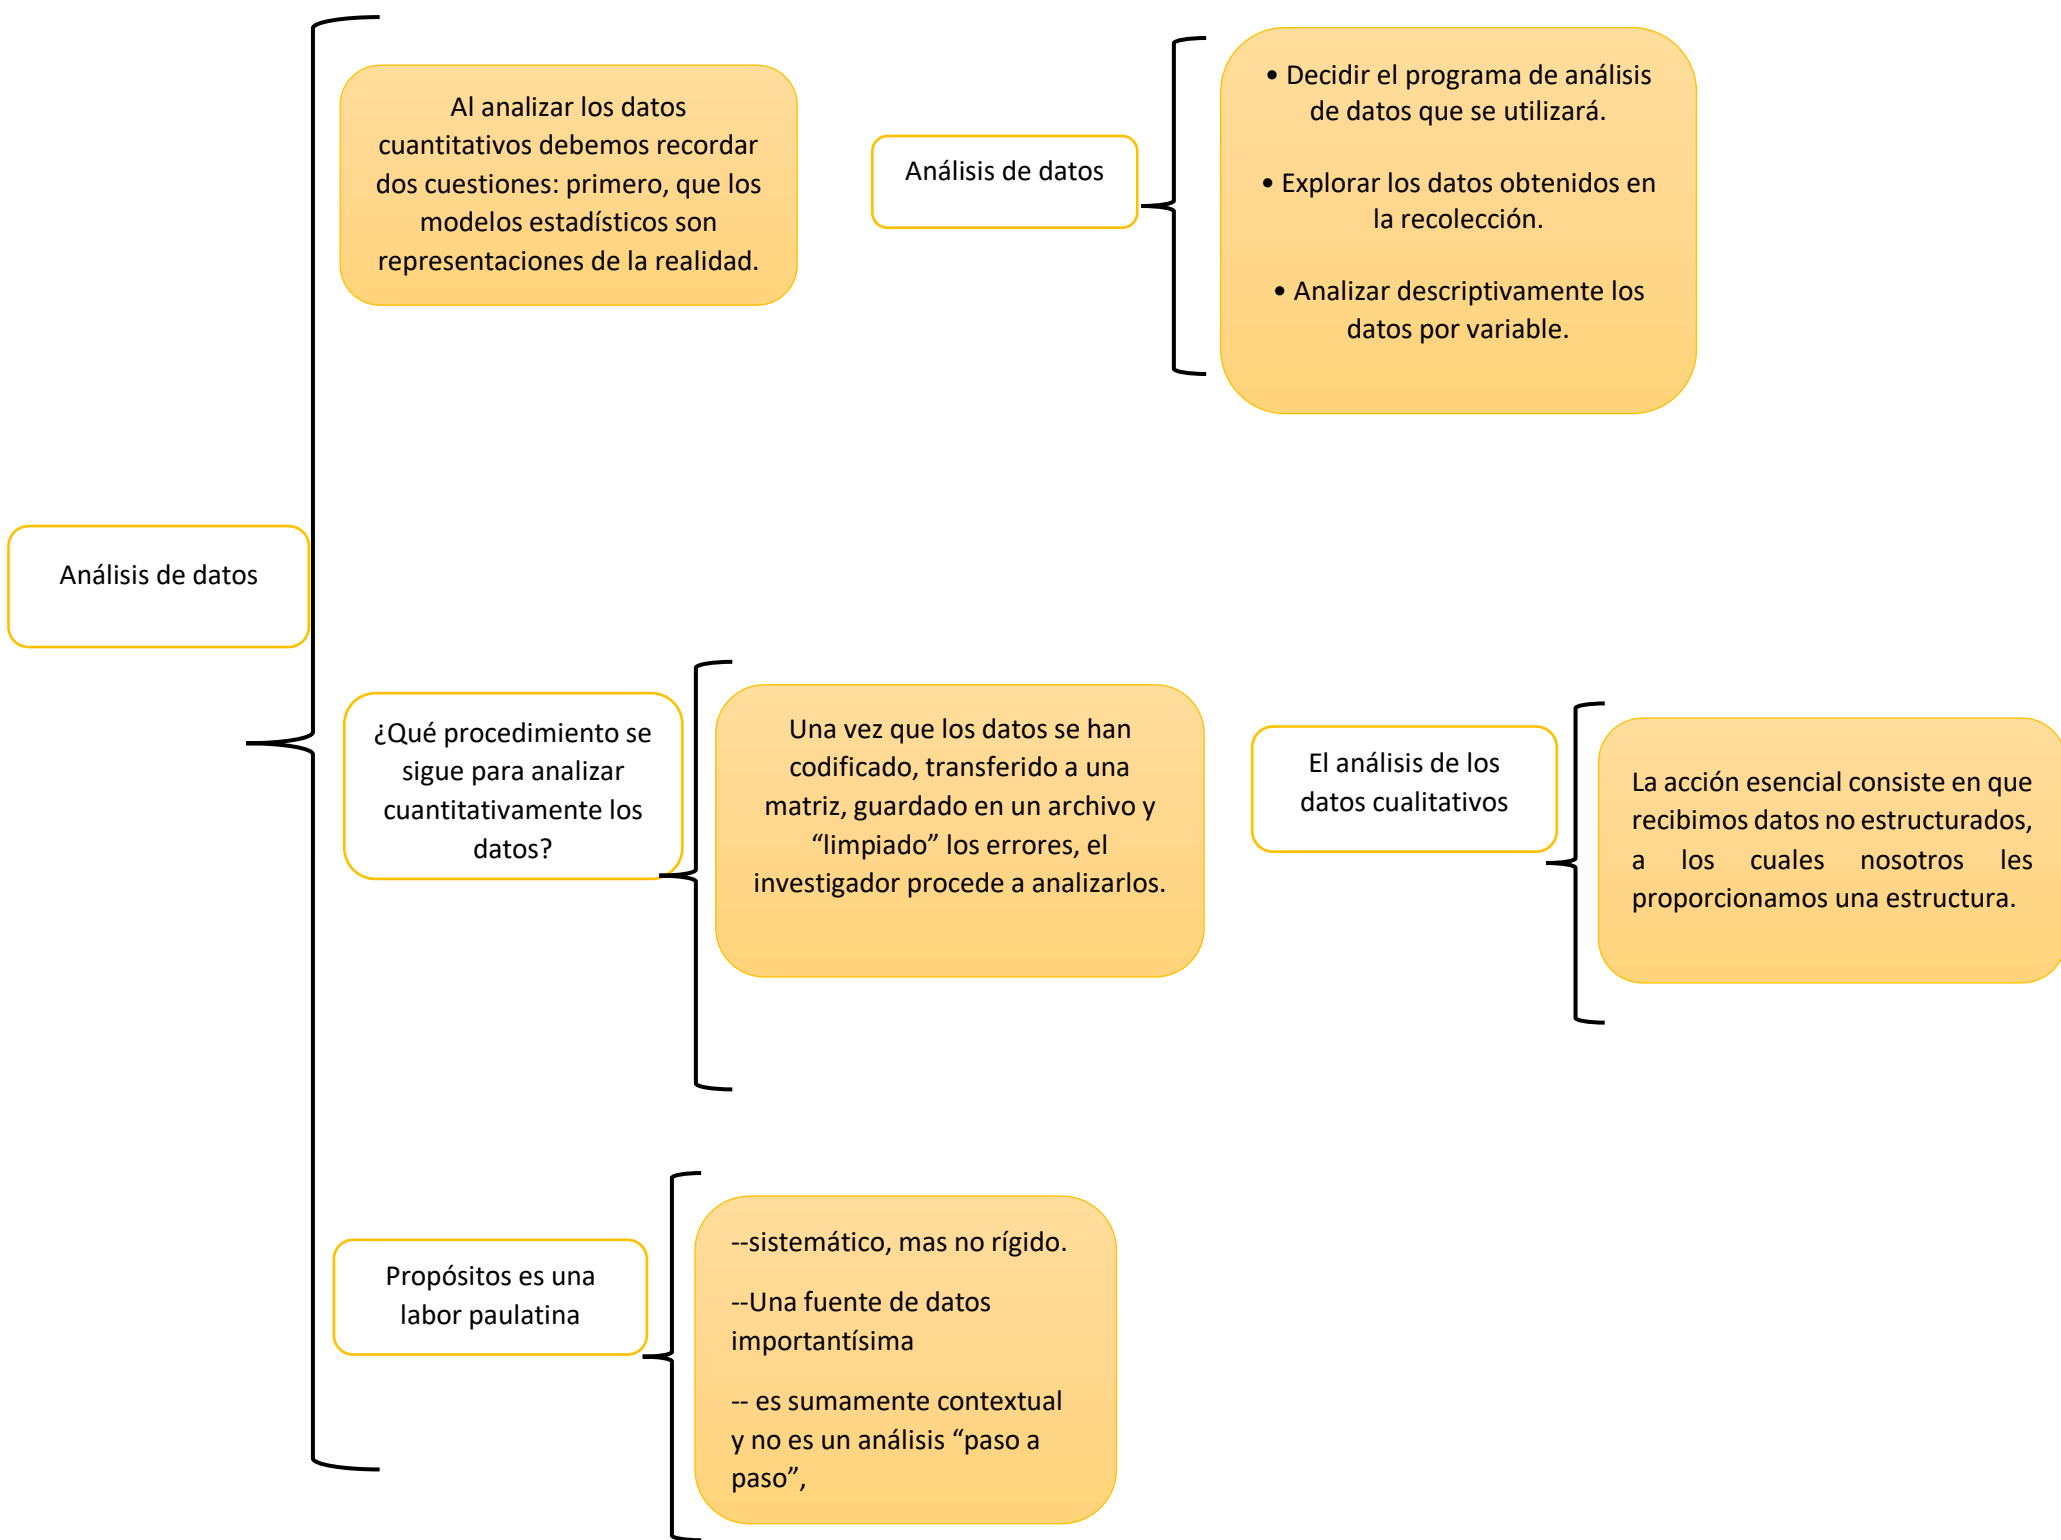 Análisis de datos
Al analizar los datos
cuantitativos debemos recordar
dos cuestiones: primero, que los
modelos estadísticos son
representaciones de la realidad.
Análisis de datos
• Decidir el programa de análisis
de datos que se utilizará.
• Explorar los datos obtenidos en
la recolección.
• Analizar descriptivamente los
datos por variable.
¿Qué procedimiento se
sigue para analizar
cuantitativamente los
datos?
Una vez que los datos se han
codificado, transferido a una
matriz, guardado en un archivo y
“limpiado” los errores, el
investigador procede a analizarlos.
El análisis de los
datos cualitativos
La acción esencial consiste en que
recibimos datos no estructurados,
a los cuales nosotros les
proporcionamos una estructura.
Propósitos es una
labor paulatina
--sistemático, mas no rígido.
--Una fuente de datos
importantísima
-- es sumamente contextual
y no es un análisis “paso a
paso”,